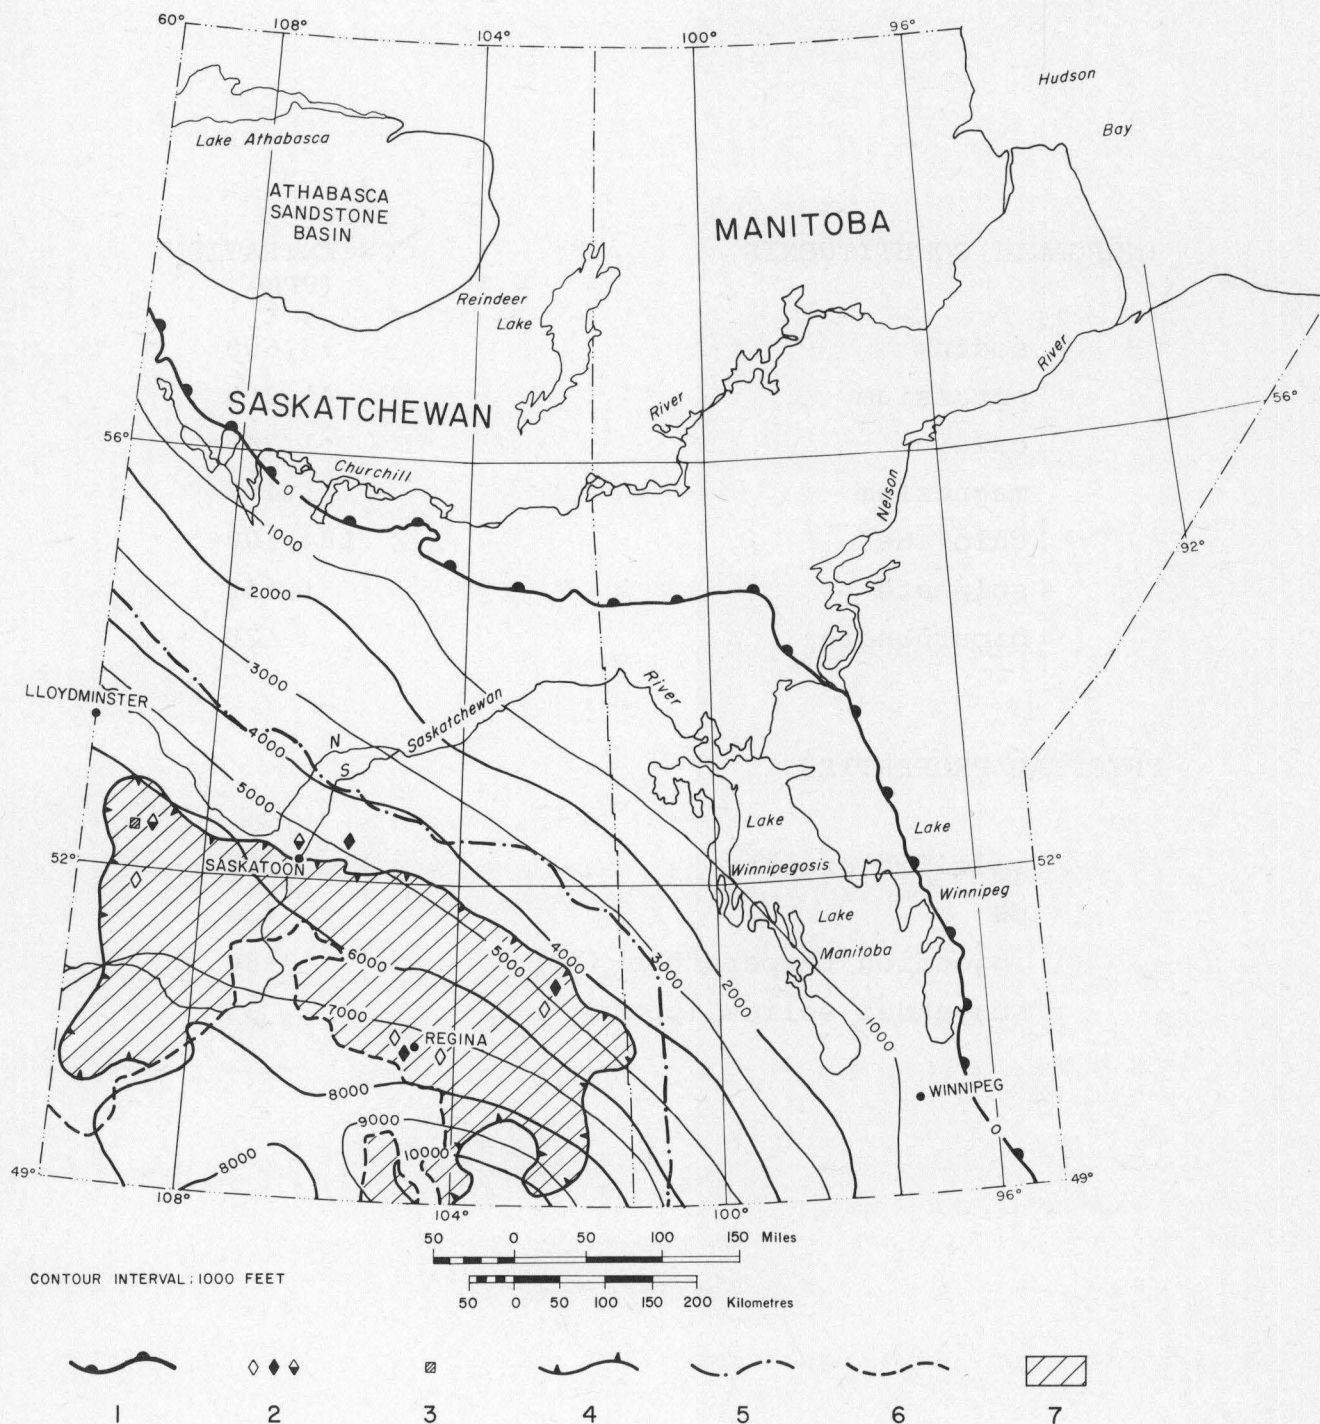 60°
108°
104°
100°
96°
Hudson
Bay
Lake Athabasca
ATHABASCA
SANDSTONE
BASIN
MANITOBA
Reindeer
Lake
River
River
SASKATCHEWAN
56°
56°
Churchill
Nelson
0
1000
92°
2000
3000
River
LLOYDMINSTER
Saskatchewan
N
4000
S
5000
Lake
Lake
52°
SASKATOON
Winnipegosis
52°
Winnipeg
Lake
Manitoba
6000
5000
4000
3000
2000
7000
REGINA
1000
8000
WINNIPEG
9000
0
10000
8000
49°
108°
104°
100°
96°
49°
50 0 50 100 150 Miles
CONTOUR INTERVAL: 1000 FEET
50 0 50 100 150 200 Kilometres
1 2 3 4 5 6 7